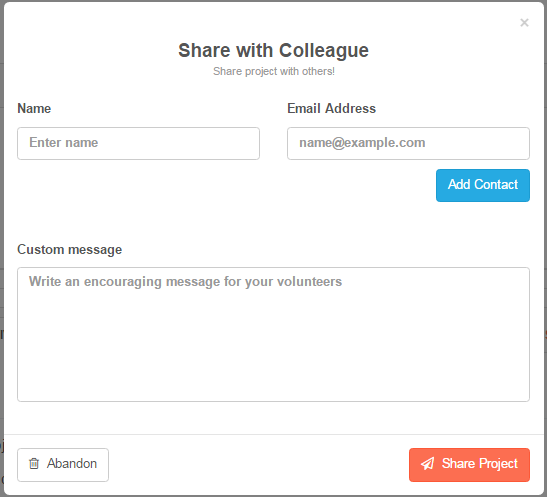 ×
Share with Colleague
Share project with others!
Name
Email Address
Enter name
name@example.com
Add Contact
Custom message
Write an encouraging message for your volunteers
Abandon
Share Project